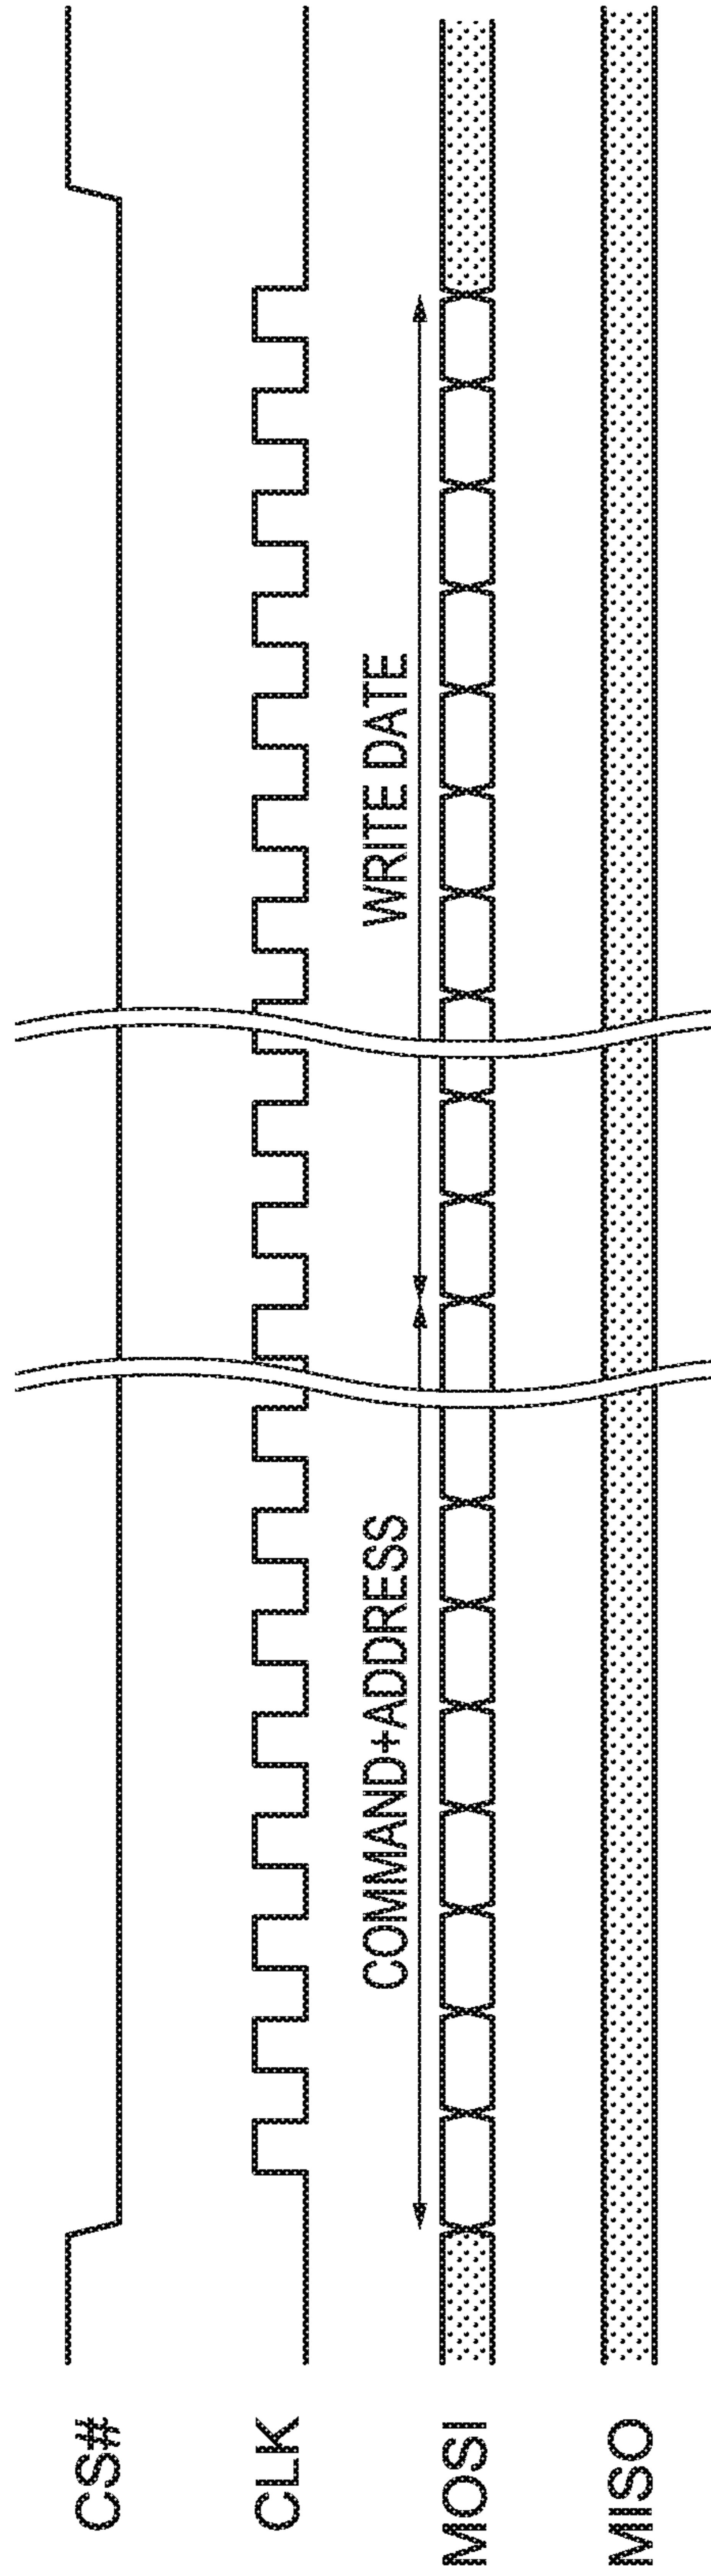 CS#
CLK
COMMAND+ADDRESS
WRITE DATE
MOSI
MISO